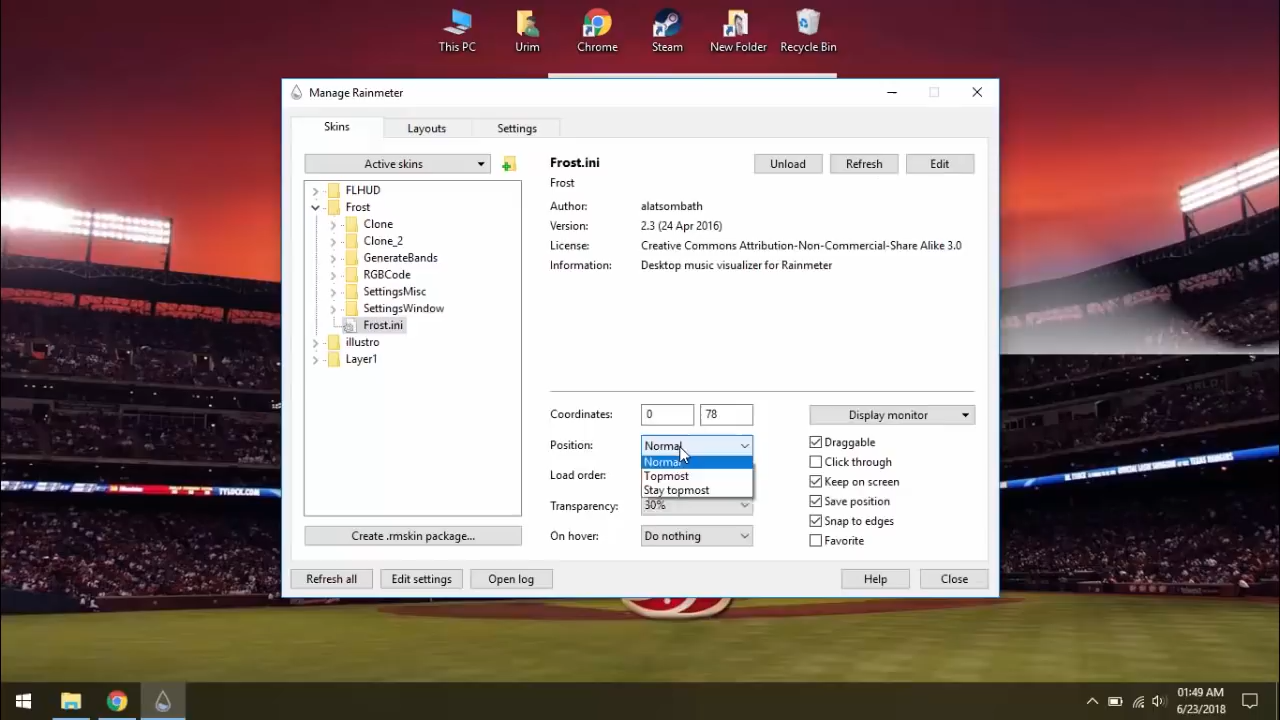 This PC
Urim
Chrome
Steam
New Folder
Recycle Bin
Manage Rainmeter
Skins
Layouts
Settings
Active skins
FLHUD
Frost
Clone
Clone_2
GenerateBands
RGBCode
SettingsMisc
SettingsWindow
Frost.ini
illustro
Layer1
Create .rmskin package...
Frost.ini
Unload
Refresh
Edit
Frost
Author: alatsombath
Version: 2.3 (24 Apr 2016)
License: Creative Commons Attribution-Non-Commercial-Share Alike 3.0
Information: Desktop music visualizer for Rainmeter
Coordinates: 0 78
Display monitor
Position: Normal
Normal
Topmost
Stay topmost
Load order:
Transparency: 30%
On hover: Do nothing
Draggable
Click through
Keep on screen
Save position
Snap to edges
Favorite
Refresh all
Edit settings
Open log
Help
Close
01:49 AM
6/23/2018